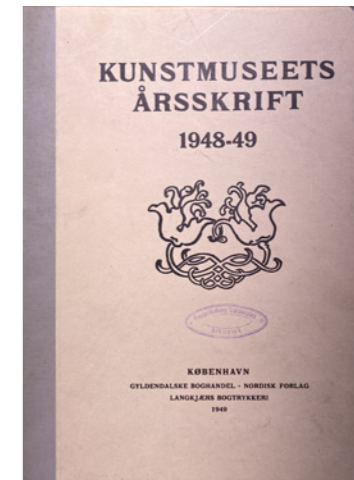 KUNSTMUSEETS
ÅRSSKRIFT
1948-49
KØBENHAVN
GYLDENDALSKE BOGHANDEL · NORDISK FORLAG
LANGKJÆRS BOGTRYKKERI
1949